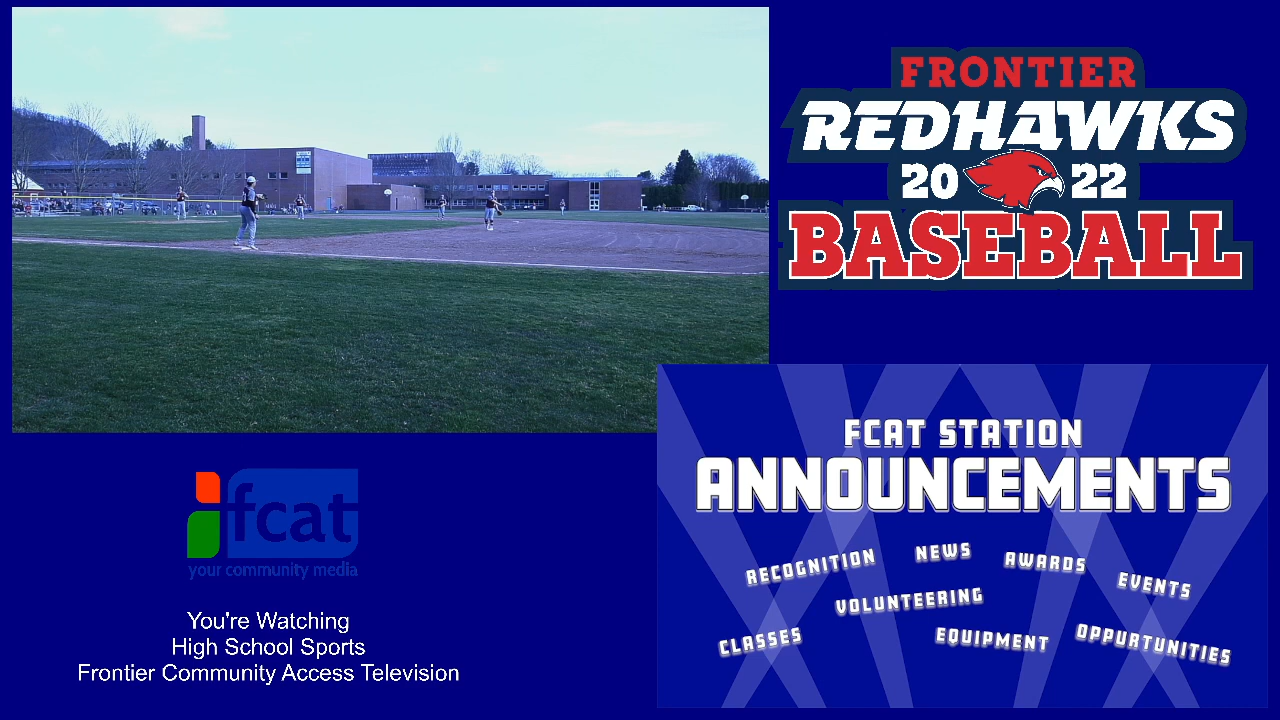 FRONTIER
REDHAWKS
20 22
BASEBALL
fcat
your community media
You're Watching
High School Sports
Frontier Community Access Television
FCAT STATION
ANNOUNCEMENTS
RECOGNITION NEWS AWARDS EVENTS
VOLUNTEERING
CLASSES EQUIPMENT OPPURTUNITIES